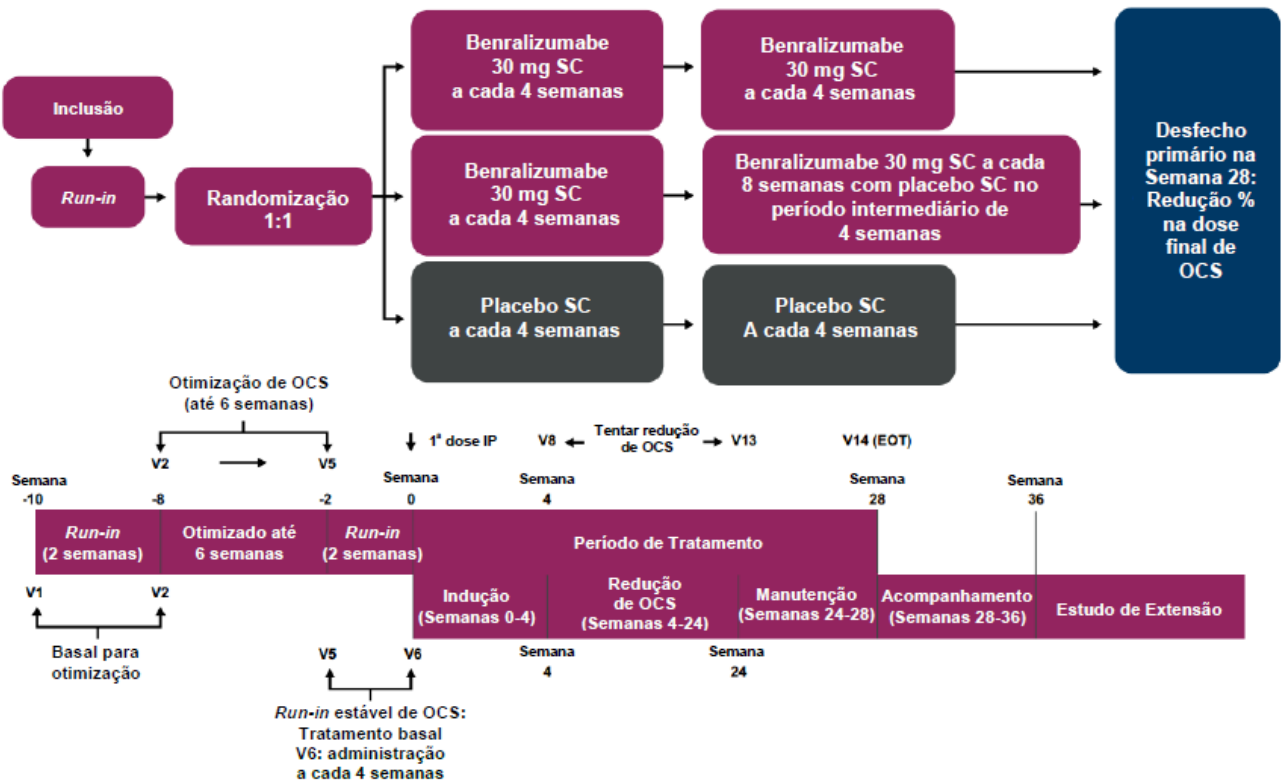 Inclusão
Run-in
Randomização
1:1
Benralizumabe
30 mg SC
a cada 4 semanas
Benralizumabe
30 mg SC
a cada 4 semanas
Benralizumabe
30 mg SC
a cada 4 semanas
Benralizumabe 30 mg SC a cada
8 semanas com placebo SC no
período intermediário de
4 semanas
Placebo SC
a cada 4 semanas
Placebo SC
A cada 4 semanas
Desfecho
primário na
Semana 28:
Redução %
na dose
final de
OCS
Otimização de OCS
(até 6 semanas)
V2
V5
1ª dose IP
V8
Tentar redução
de OCS
V13
V14 (EOT)
Semana
-10
-8
-2
Semana
0
Semana
4
Semana
28
Semana
36
Run-in
(2 semanas)
Otimizado até
6 semanas
Run-in
(2 semanas)
Período de Tratamento
Indução
(Semanas 0-4)
Redução
de OCS
(Semanas 4-24)
Manutenção
(Semanas 24-28)
Acompanhamento
(Semanas 28-36)
Estudo de Extensão
V1
V2
Basal para
otimização
V5
V6
Semana
4
Semana
24
Run-in estável de OCS:
Tratamento basal
V6: administração
a cada 4 semanas